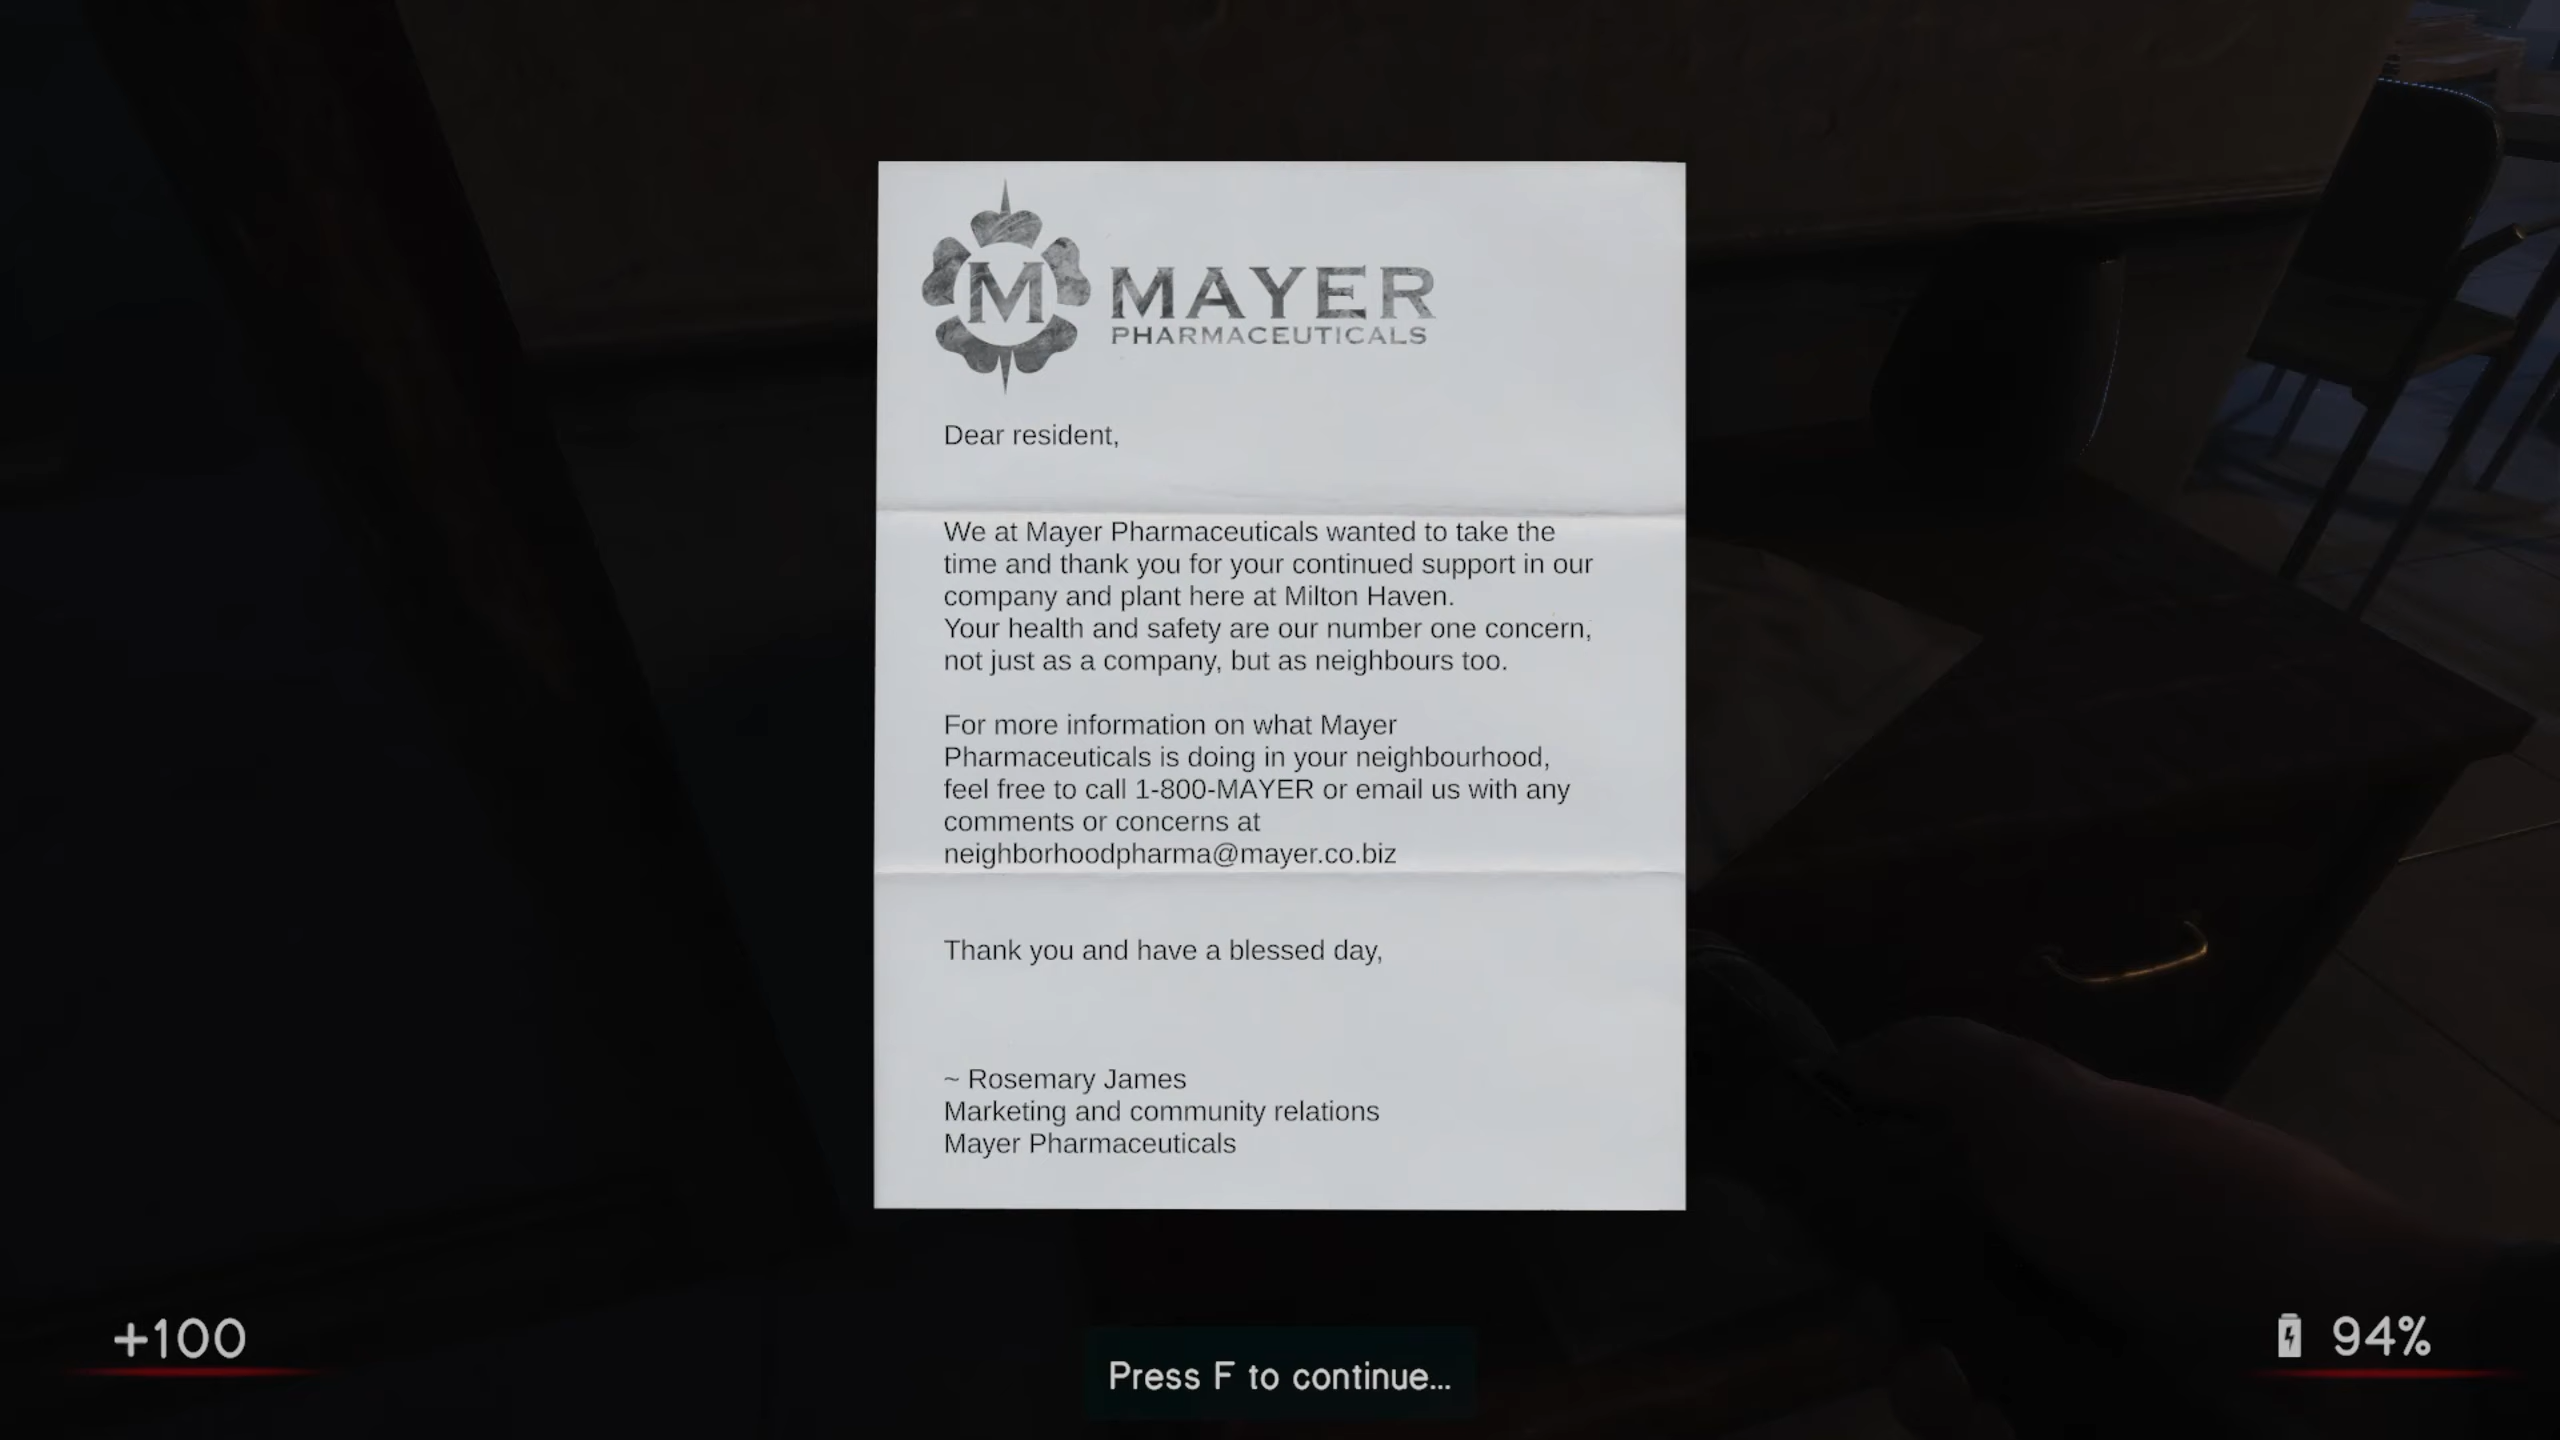 M
MAYER
PHARMACEUTICALS
Dear resident,
We at Mayer Pharmaceuticals wanted to take the
time and thank you for your continued support in our
company and plant here at Milton Haven.
Your health and safety are our number one concern,
not just as a company, but as neighbours too.
For more information on what Mayer
Pharmaceuticals is doing in your neighbourhood,
feel free to call 1-800-MAYER or email us with any
comments or concerns at
neighborhoodpharma@mayer.co.biz
Thank you and have a blessed day,
~ Rosemary James
Marketing and community relations
Mayer Pharmaceuticals
+100
94%
Press F to continue...